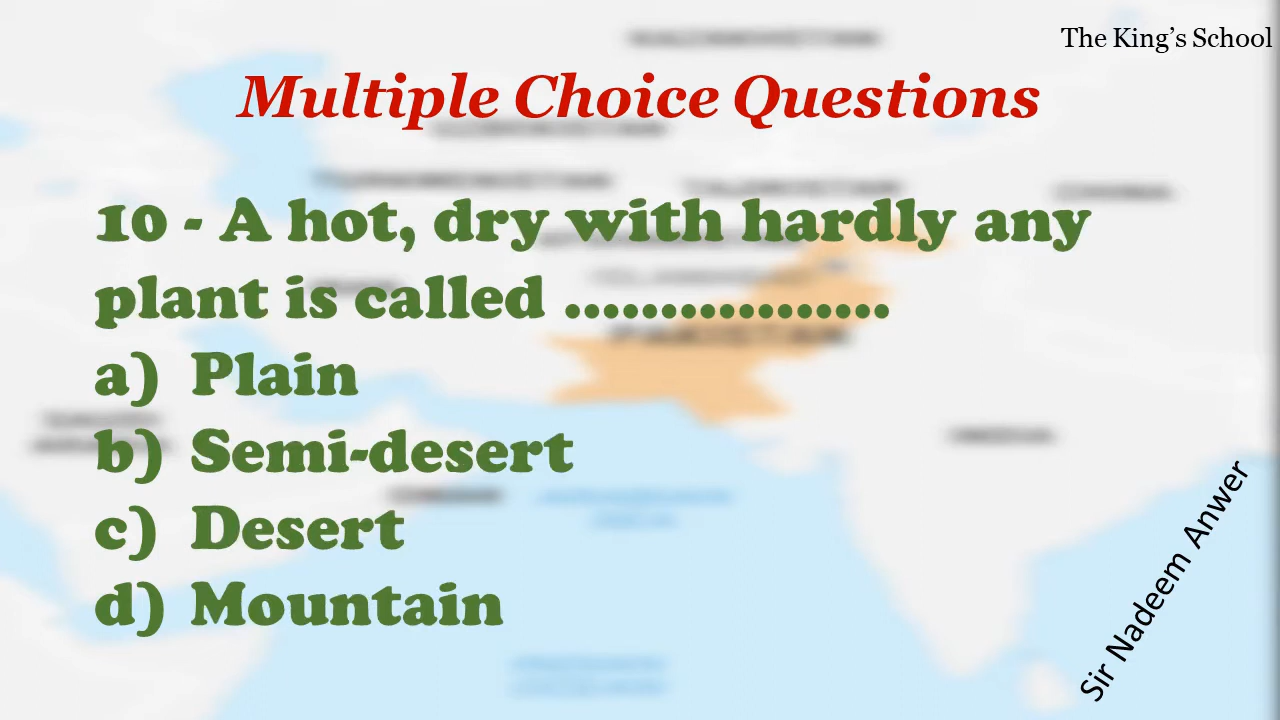 The King’s School
Multiple Choice Questions
10 - A hot, dry with hardly any
plant is called .................
a) Plain
b) Semi-desert
c) Desert
d) Mountain
Sir Nadeem Anwer